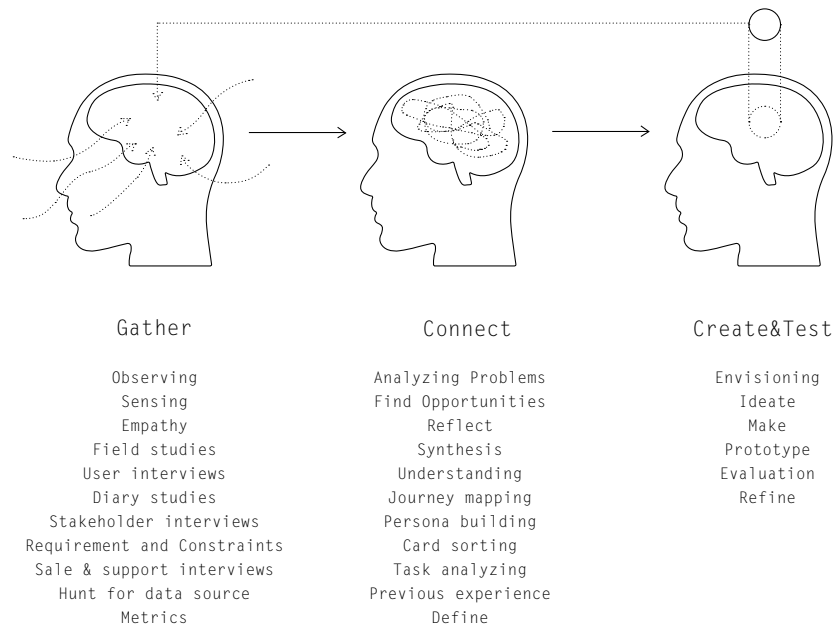 Gather
Observing
Sensing
Empathy
Field studies
User interviews
Diary studies
Stakeholder interviews
Requirement and Constraints
Sale & support interviews
Hunt for data source
Metrics
Connect
Analyzing Problems
Find Opportunities
Reflect
Synthesis
Understanding
Journey mapping
Persona building
Card sorting
Task analyzing
Previous experience
Define
Create&Test
Envisioning
Ideate
Make
Prototype
Evaluation
Refine